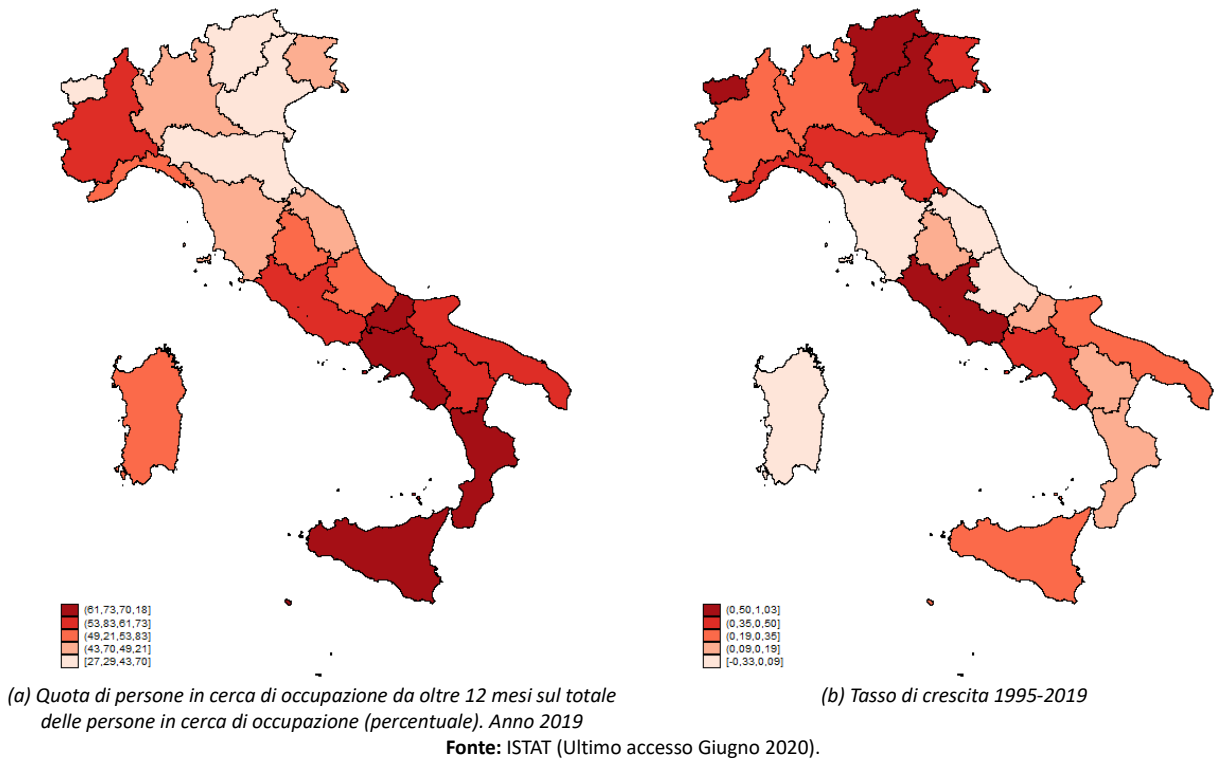 (61,73,70,18]
(53,83,61,73]
(49,21,53,83]
(43,70,49,21]
[27,29,43,70]
(0,50,1,03]
(0,35,0,50]
(0,19,0,35]
(0,09,0,19]
[-0,33,0,09]
(a) Quota di persone in cerca di occupazione da oltre 12 mesi sul totale
delle persone in cerca di occupazione (percentuale). Anno 2019
(b) Tasso di crescita 1995-2019
Fonte: ISTAT (Ultimo accesso Giugno 2020).